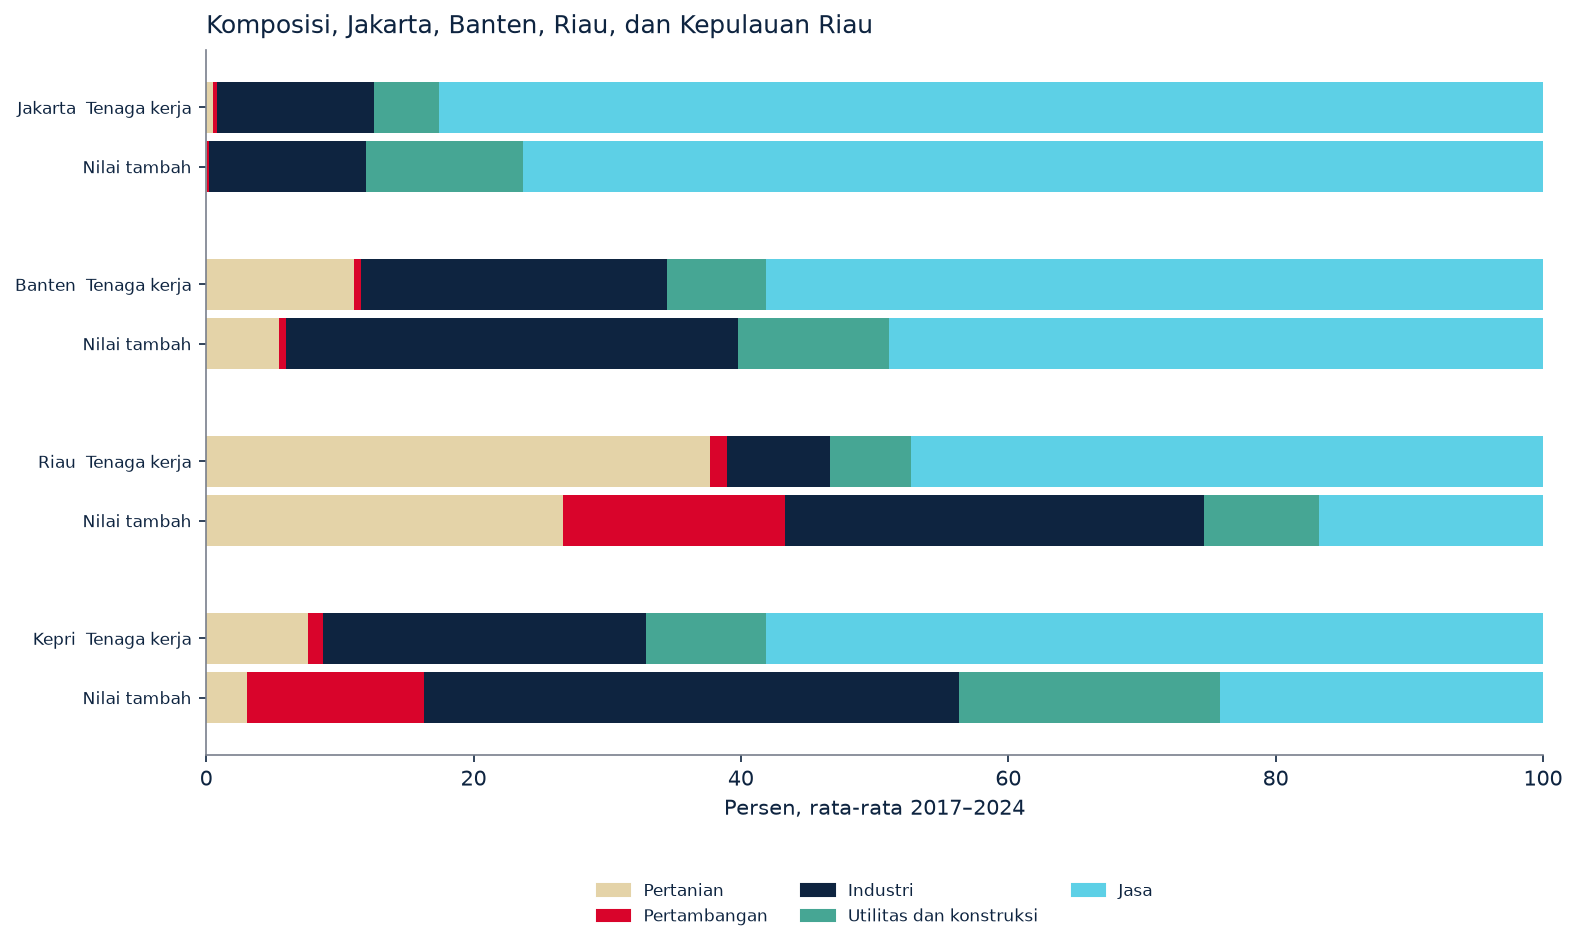 Komposisi, Jakarta, Banten, Riau, dan Kepulauan Riau
Jakarta  Tenaga kerja
Nilai tambah
Banten  Tenaga kerja
Nilai tambah
Riau  Tenaga kerja
Nilai tambah
Kepri  Tenaga kerja
Nilai tambah
0 20 40 60 80 100
Persen, rata-rata 2017–2024
Pertanian Industri Jasa
Pertambangan Utilitas dan konstruksi